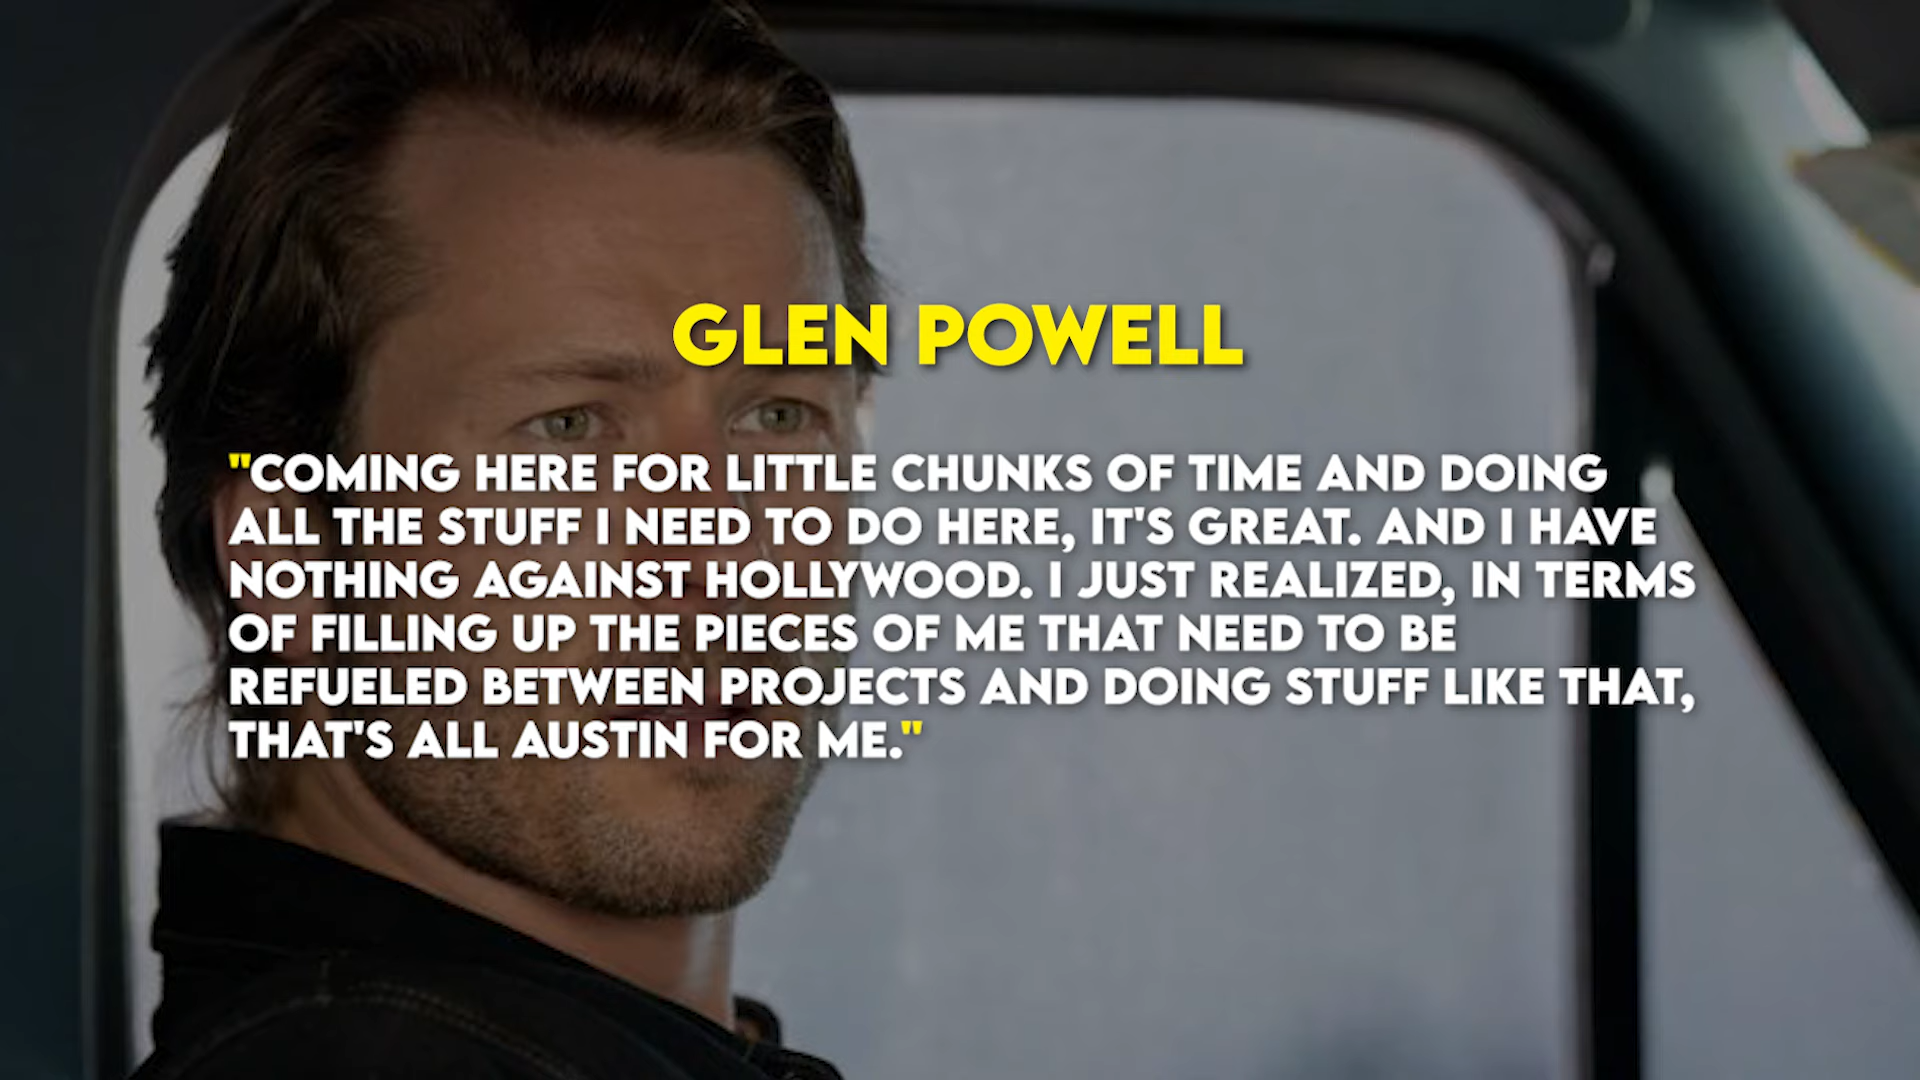 GLEN POWELL
"COMING HERE FOR LITTLE CHUNKS OF TIME AND DOING
ALL THE STUFF I NEED TO DO HERE, IT'S GREAT. AND I HAVE
NOTHING AGAINST HOLLYWOOD. I JUST REALIZED, IN TERMS
OF FILLING UP THE PIECES OF ME THAT NEED TO BE
REFUELED BETWEEN PROJECTS AND DOING STUFF LIKE THAT,
THAT'S ALL AUSTIN FOR ME."